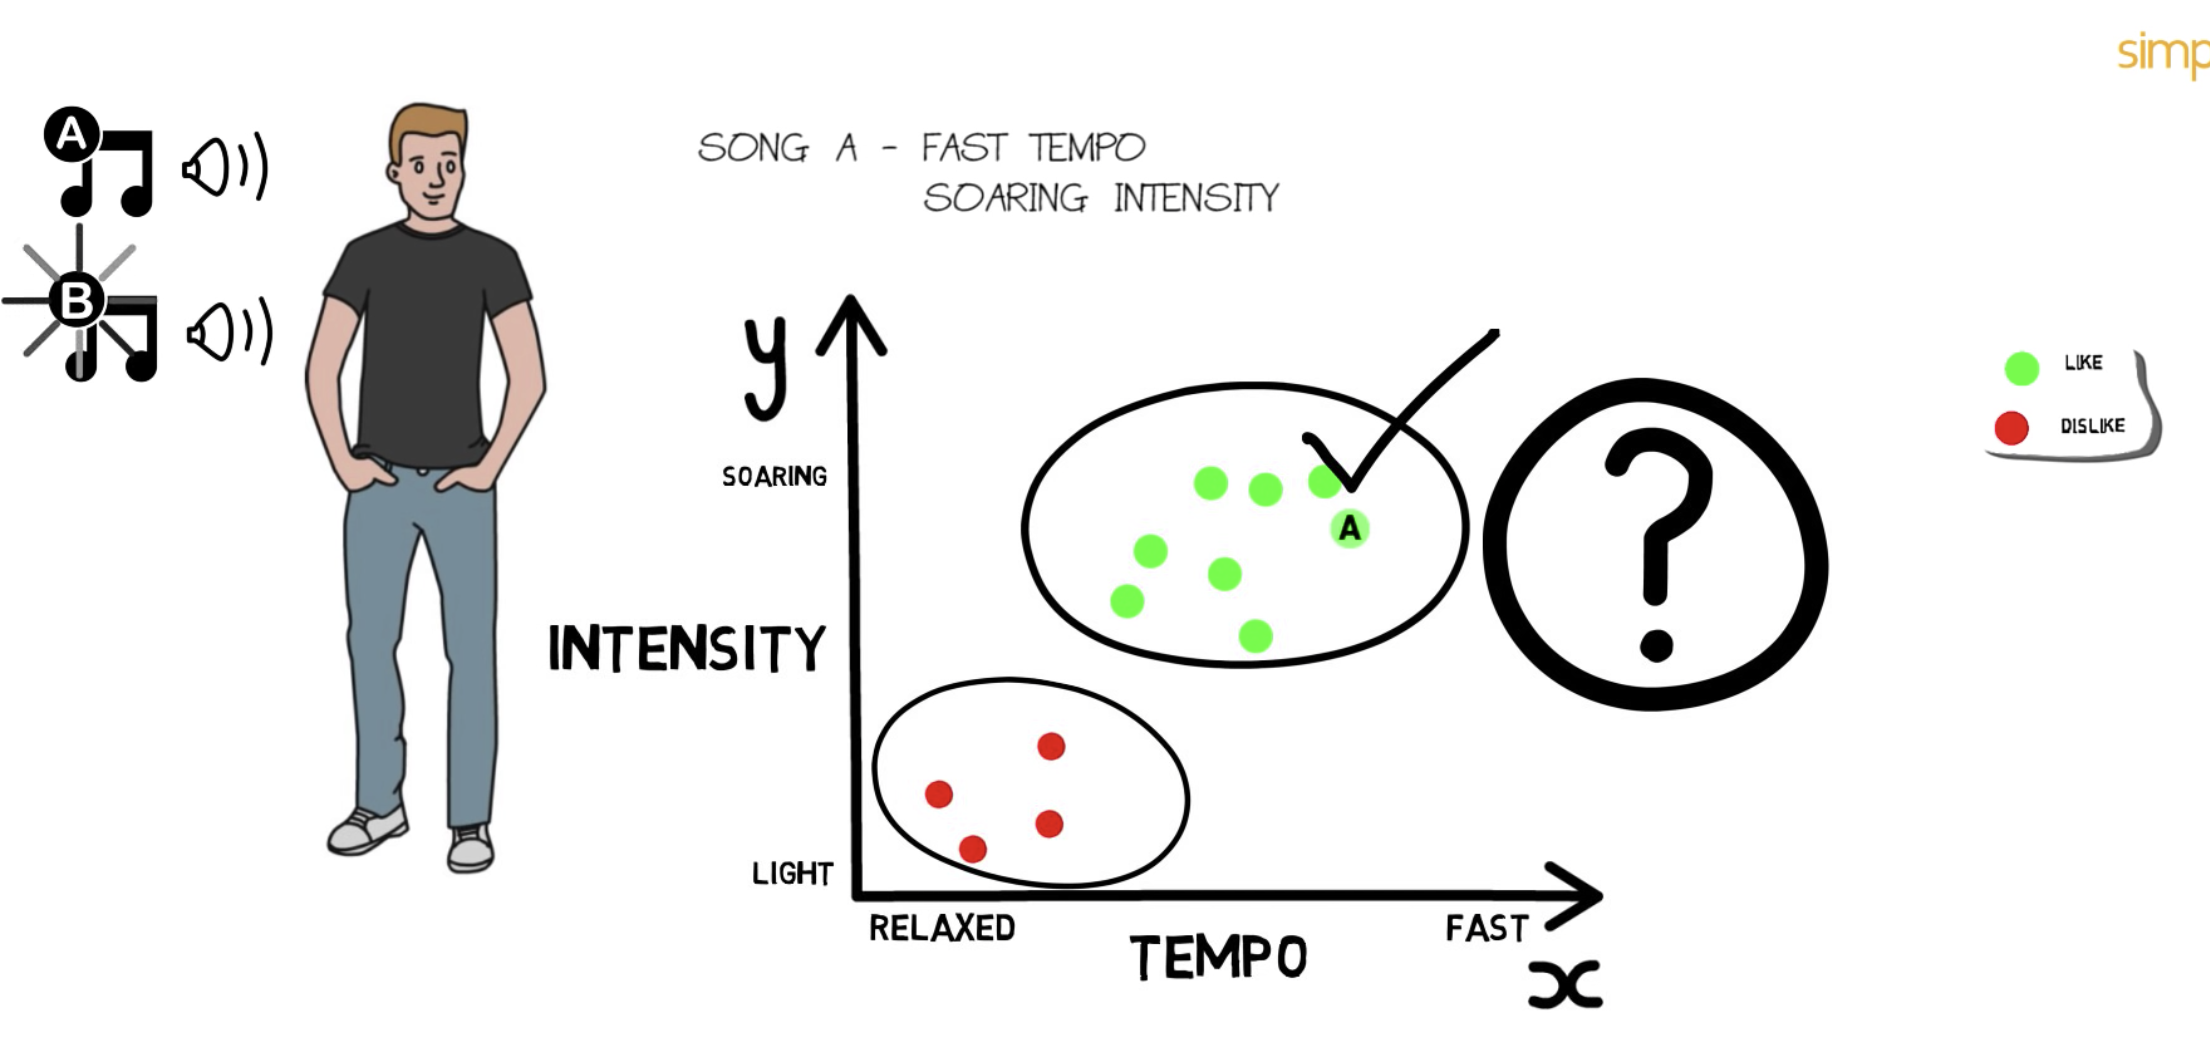 simp
A
SONG A - FAST TEMPO
SOARING INTENSITY
B
y
LIKE
DISLIKE
SOARING
A
?
INTENSITY
LIGHT
RELAXED
FAST
TEMPO
x